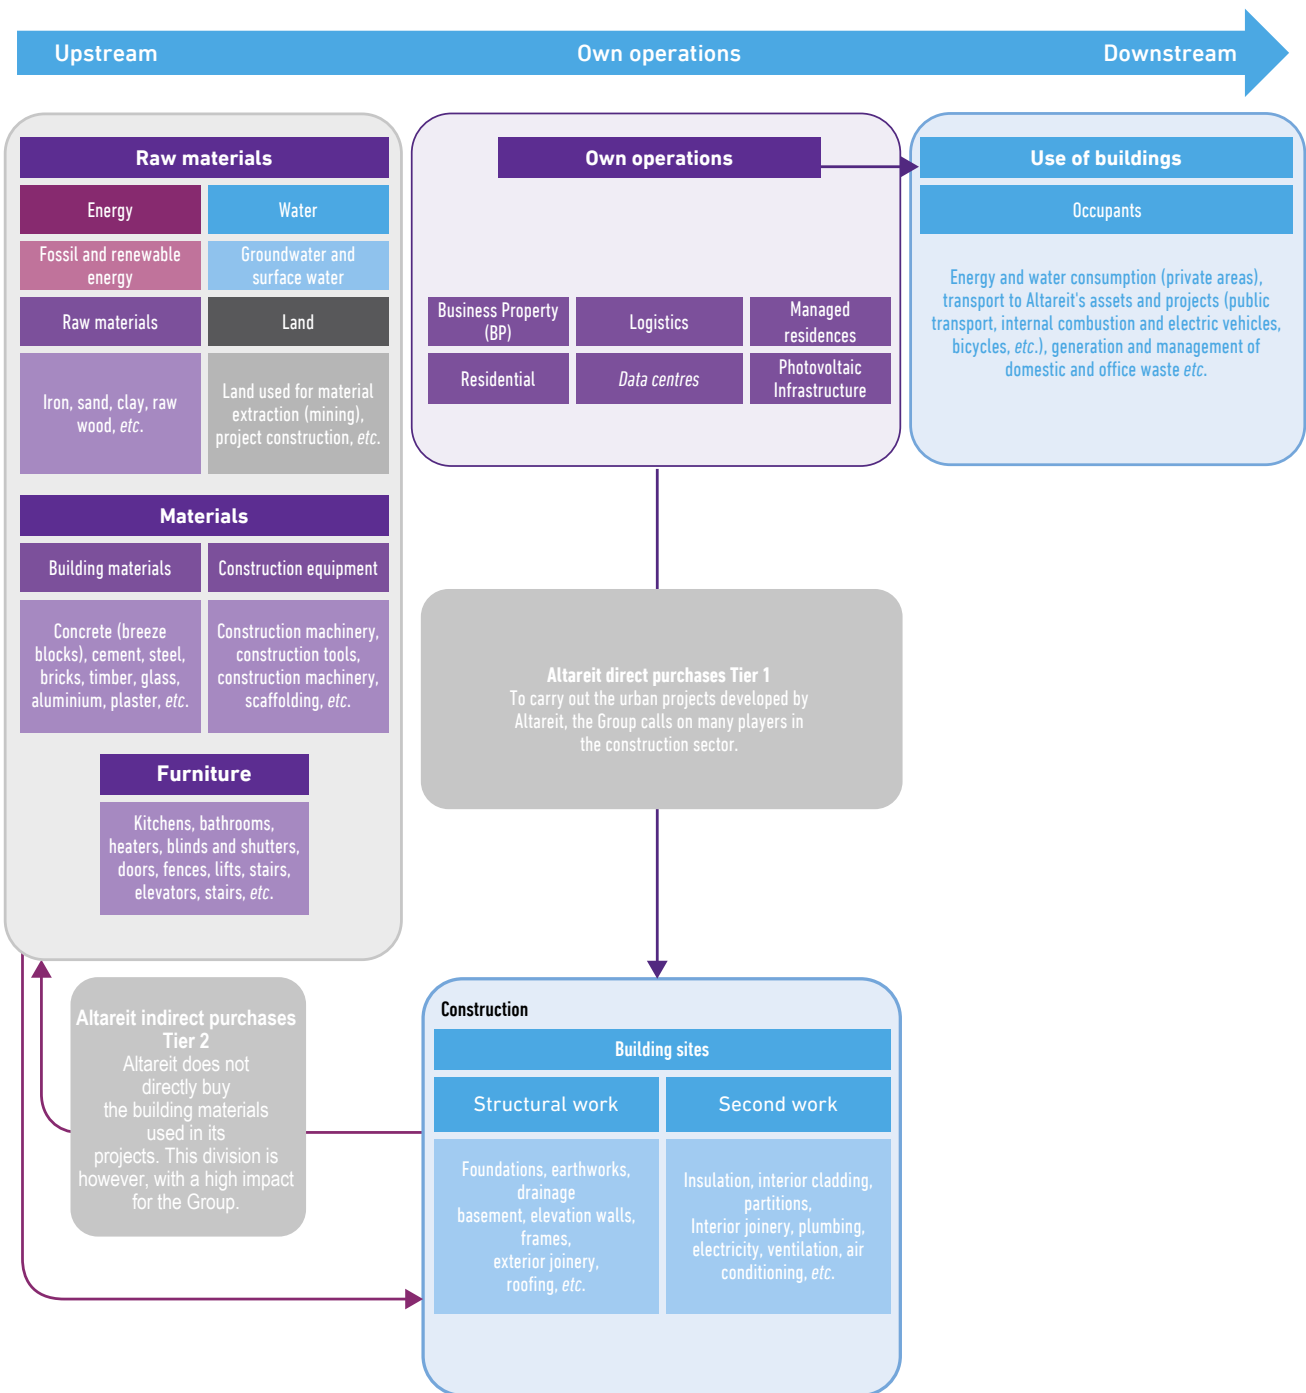 Upstream
Own operations
Downstream
Raw materials
Energy
Water
Fossil and renewable
energy
Groundwater and
surface water
Raw materials
Land
Iron, sand, clay, raw
wood, etc.
Land used for material
extraction (mining),
project construction, etc.
Materials
Building materials
Construction equipment
Concrete (breeze
blocks), cement, steel,
bricks, timber, glass,
aluminium, plaster, etc.
Construction machinery,
construction tools,
construction machinery,
scaffolding, etc.
Furniture
Kitchens, bathrooms,
heaters, blinds and shutters,
doors, fences, lifts, stairs,
elevators, stairs, etc.
Own operations
Business Property
(BP)
Logistics
Managed
residences
Residential
Data centres
Photovoltaic
Infrastructure
Use of buildings
Occupants
Energy and water consumption (private areas),
transport to Altareit's assets and projects (public
transport, internal combustion and electric vehicles,
bicycles, etc.), generation and management of
domestic and office waste etc.
Altareit direct purchases Tier 1
To carry out the urban projects developed by
Altareit, the Group calls on many players in
the construction sector.
Altareit indirect purchases
Tier 2
Altareit does not
directly buy
the building materials
used in its
projects. This division is
however, with a high impact
for the Group.
Construction
Building sites
Structural work
Second work
Foundations, earthworks,
drainage
basement, elevation walls,
frames,
exterior joinery,
roofing, etc.
Insulation, interior cladding,
partitions,
Interior joinery, plumbing,
electricity, ventilation, air
conditioning, etc.